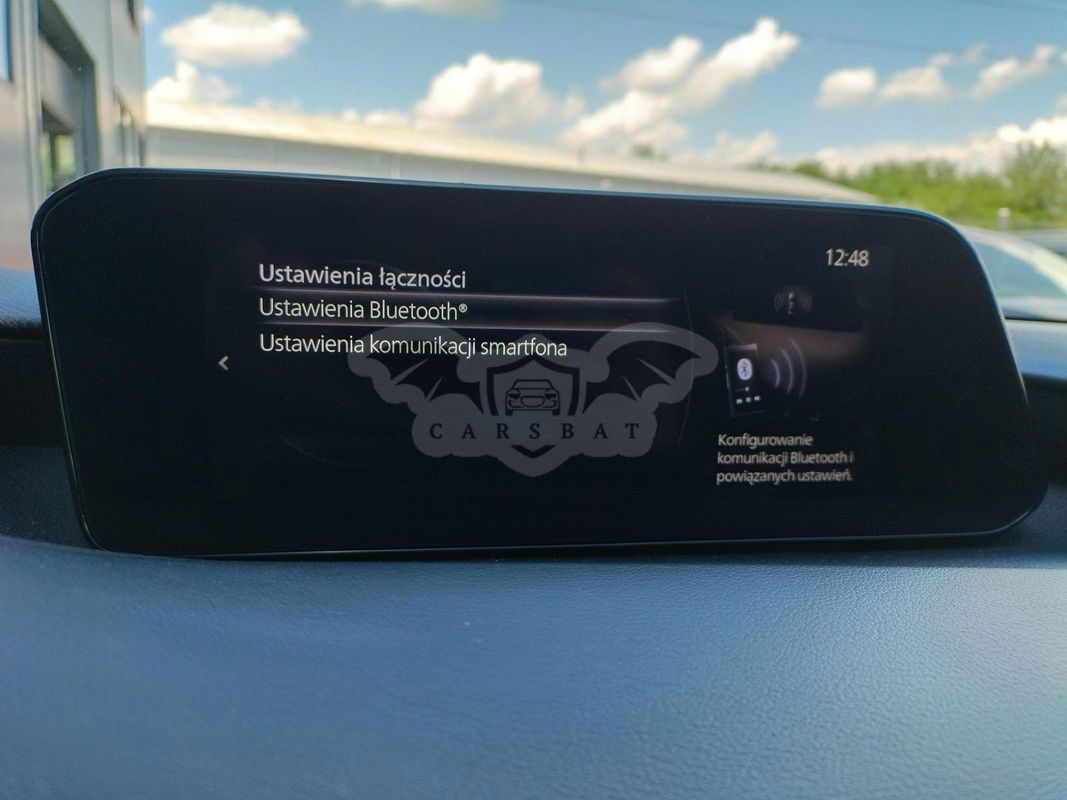 12:48
Ustawienia łączności
Ustawienia Bluetooth®
Ustawienia komunikacji smartfona
CARSBAT
Konfigurowanie
komunikacji Bluetooth i
powiązanych ustawień.